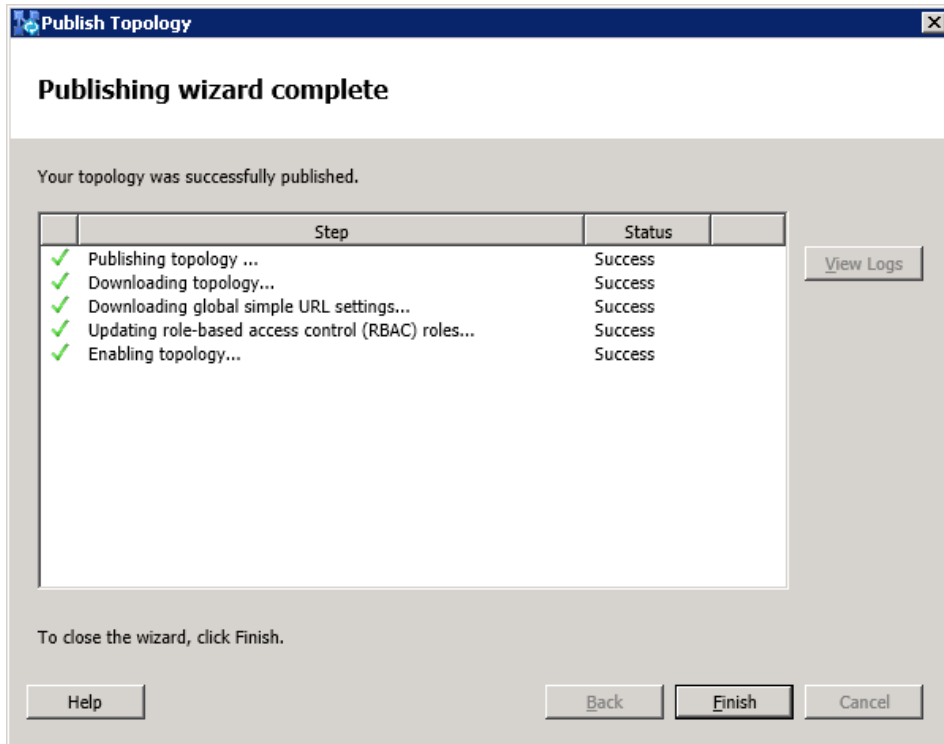 Publish Topology
Publishing wizard complete
Your topology was successfully published.
Step Status
Publishing topology ... Success
Downloading topology... Success
Downloading global simple URL settings... Success
Updating role-based access control (RBAC) roles... Success
Enabling topology... Success
View Logs
To close the wizard, click Finish.
Help Back Finish Cancel